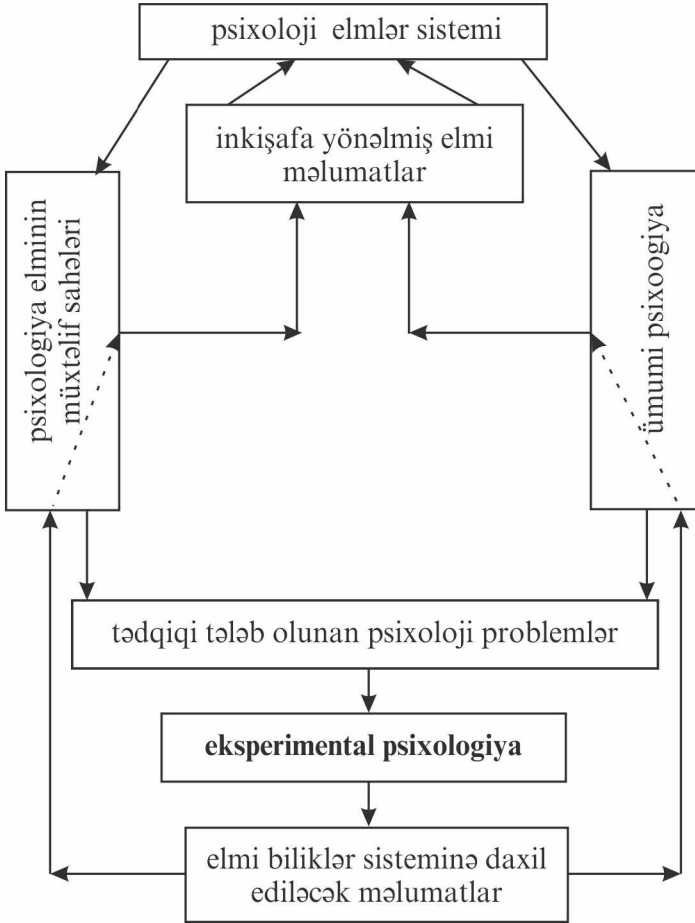 psixoloji elmlər sistemi
inkişafa yönəlmiş elmi
məlumatlar
psixologiya elminin
müxtəlif sahələri
ümumi psixoogiya
tədqiqi tələb olunan psixoloji problemlər
eksperimental psixologiya
elmi biliklər sisteminə daxil
ediləcək məlumatlar